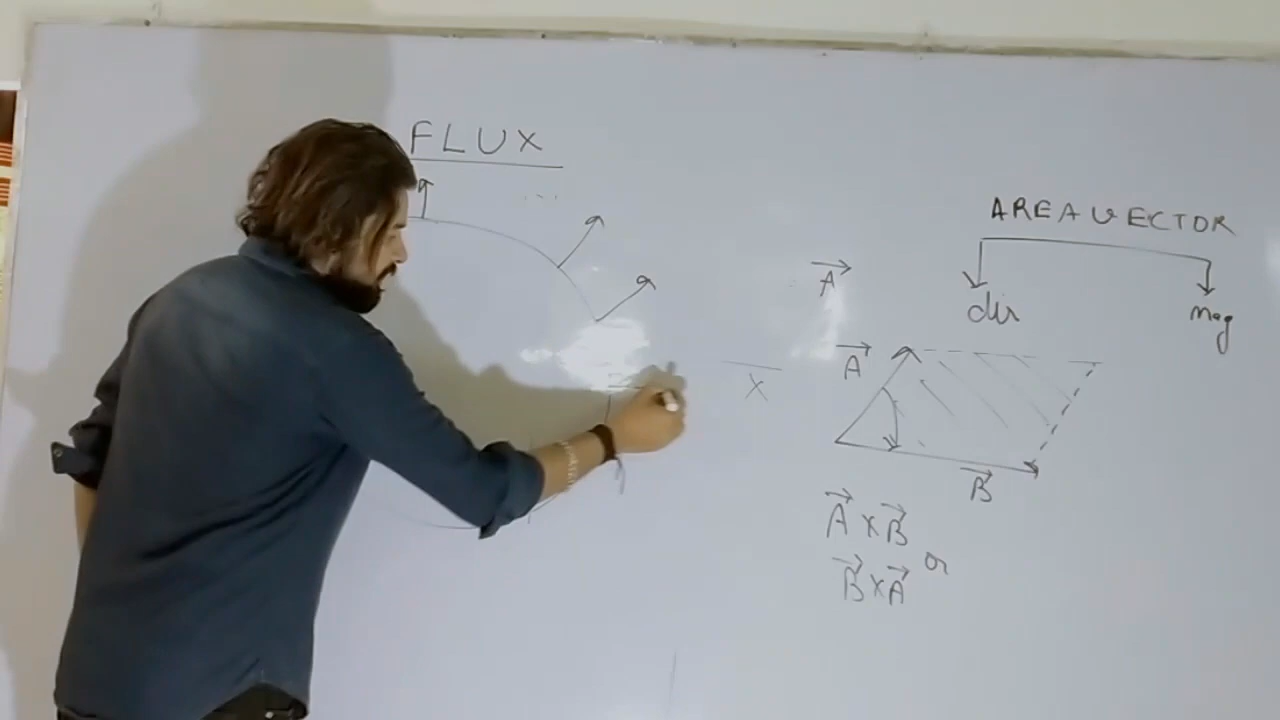 FLUX
AREA VECTOR
A
dir
mag
A
X
B
A x B
or
B x A